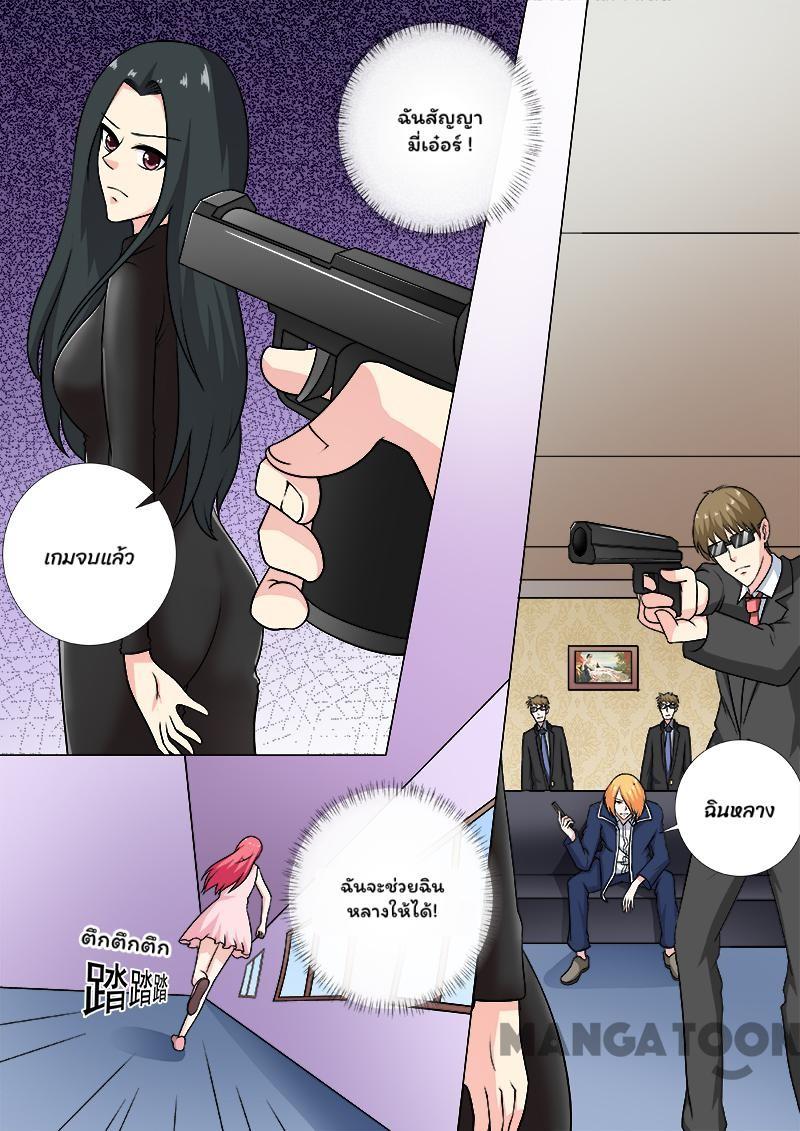 ฉันสัญญา
มี่เอ๋อร์ !
เกมจบแล้ว
ฉินหลาง
ฉันจะช่วยฉิน
หลางให้ได้!
ตึกตึกตึก
踏踏踏
MANGATOON